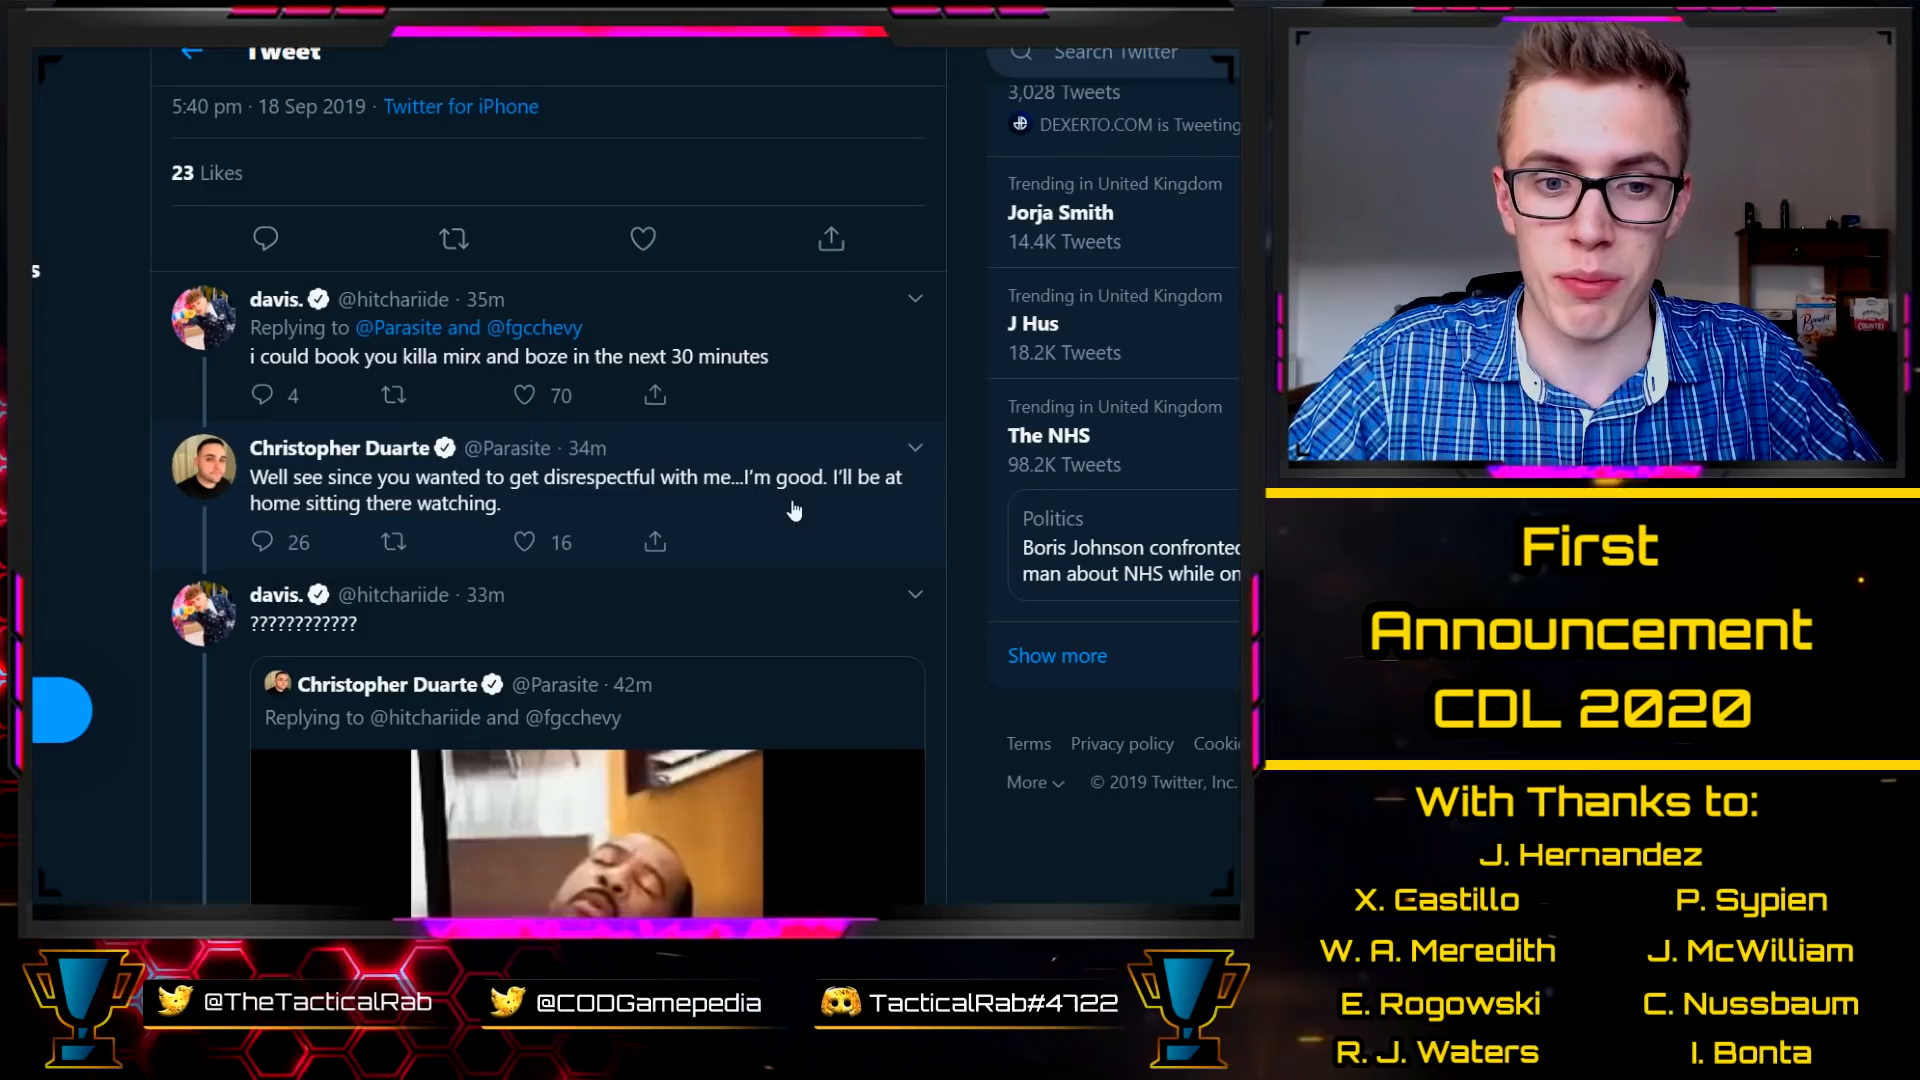 Tweet
5:40 pm · 18 Sep 2019 · Twitter for iPhone
23 Likes
s
davis. @hitchariide · 35m
Replying to @Parasite and @fgcchevy
i could book you killa mirx and boze in the next 30 minutes
4 70
Christopher Duarte @Parasite · 34m
Well see since you wanted to get disrespectful with me...I'm good. I'll be at
home sitting there watching.
26 16
davis. @hitchariide · 33m
????????????
Christopher Duarte @Parasite · 42m
Replying to @hitchariide and @fgcchevy
Search Twitter
3,028 Tweets
DEXERTO.COM is Tweeting
Trending in United Kingdom
Jorja Smith
14.4K Tweets
Trending in United Kingdom
J Hus
18.2K Tweets
Trending in United Kingdom
The NHS
98.2K Tweets
Politics
Boris Johnson confronted
man about NHS while on
Show more
Terms Privacy policy Cooki
More © 2019 Twitter, Inc.
Benefit
COUNTRY
First
Announcement
CDL 2020
With Thanks to:
J. Hernandez
X. Castillo P. Sypien
W. A. Meredith J. McWilliam
E. Rogowski C. Nussbaum
R. J. Waters I. Bonta
@TheTacticalRab @CODGamepedia TacticalRab#4722